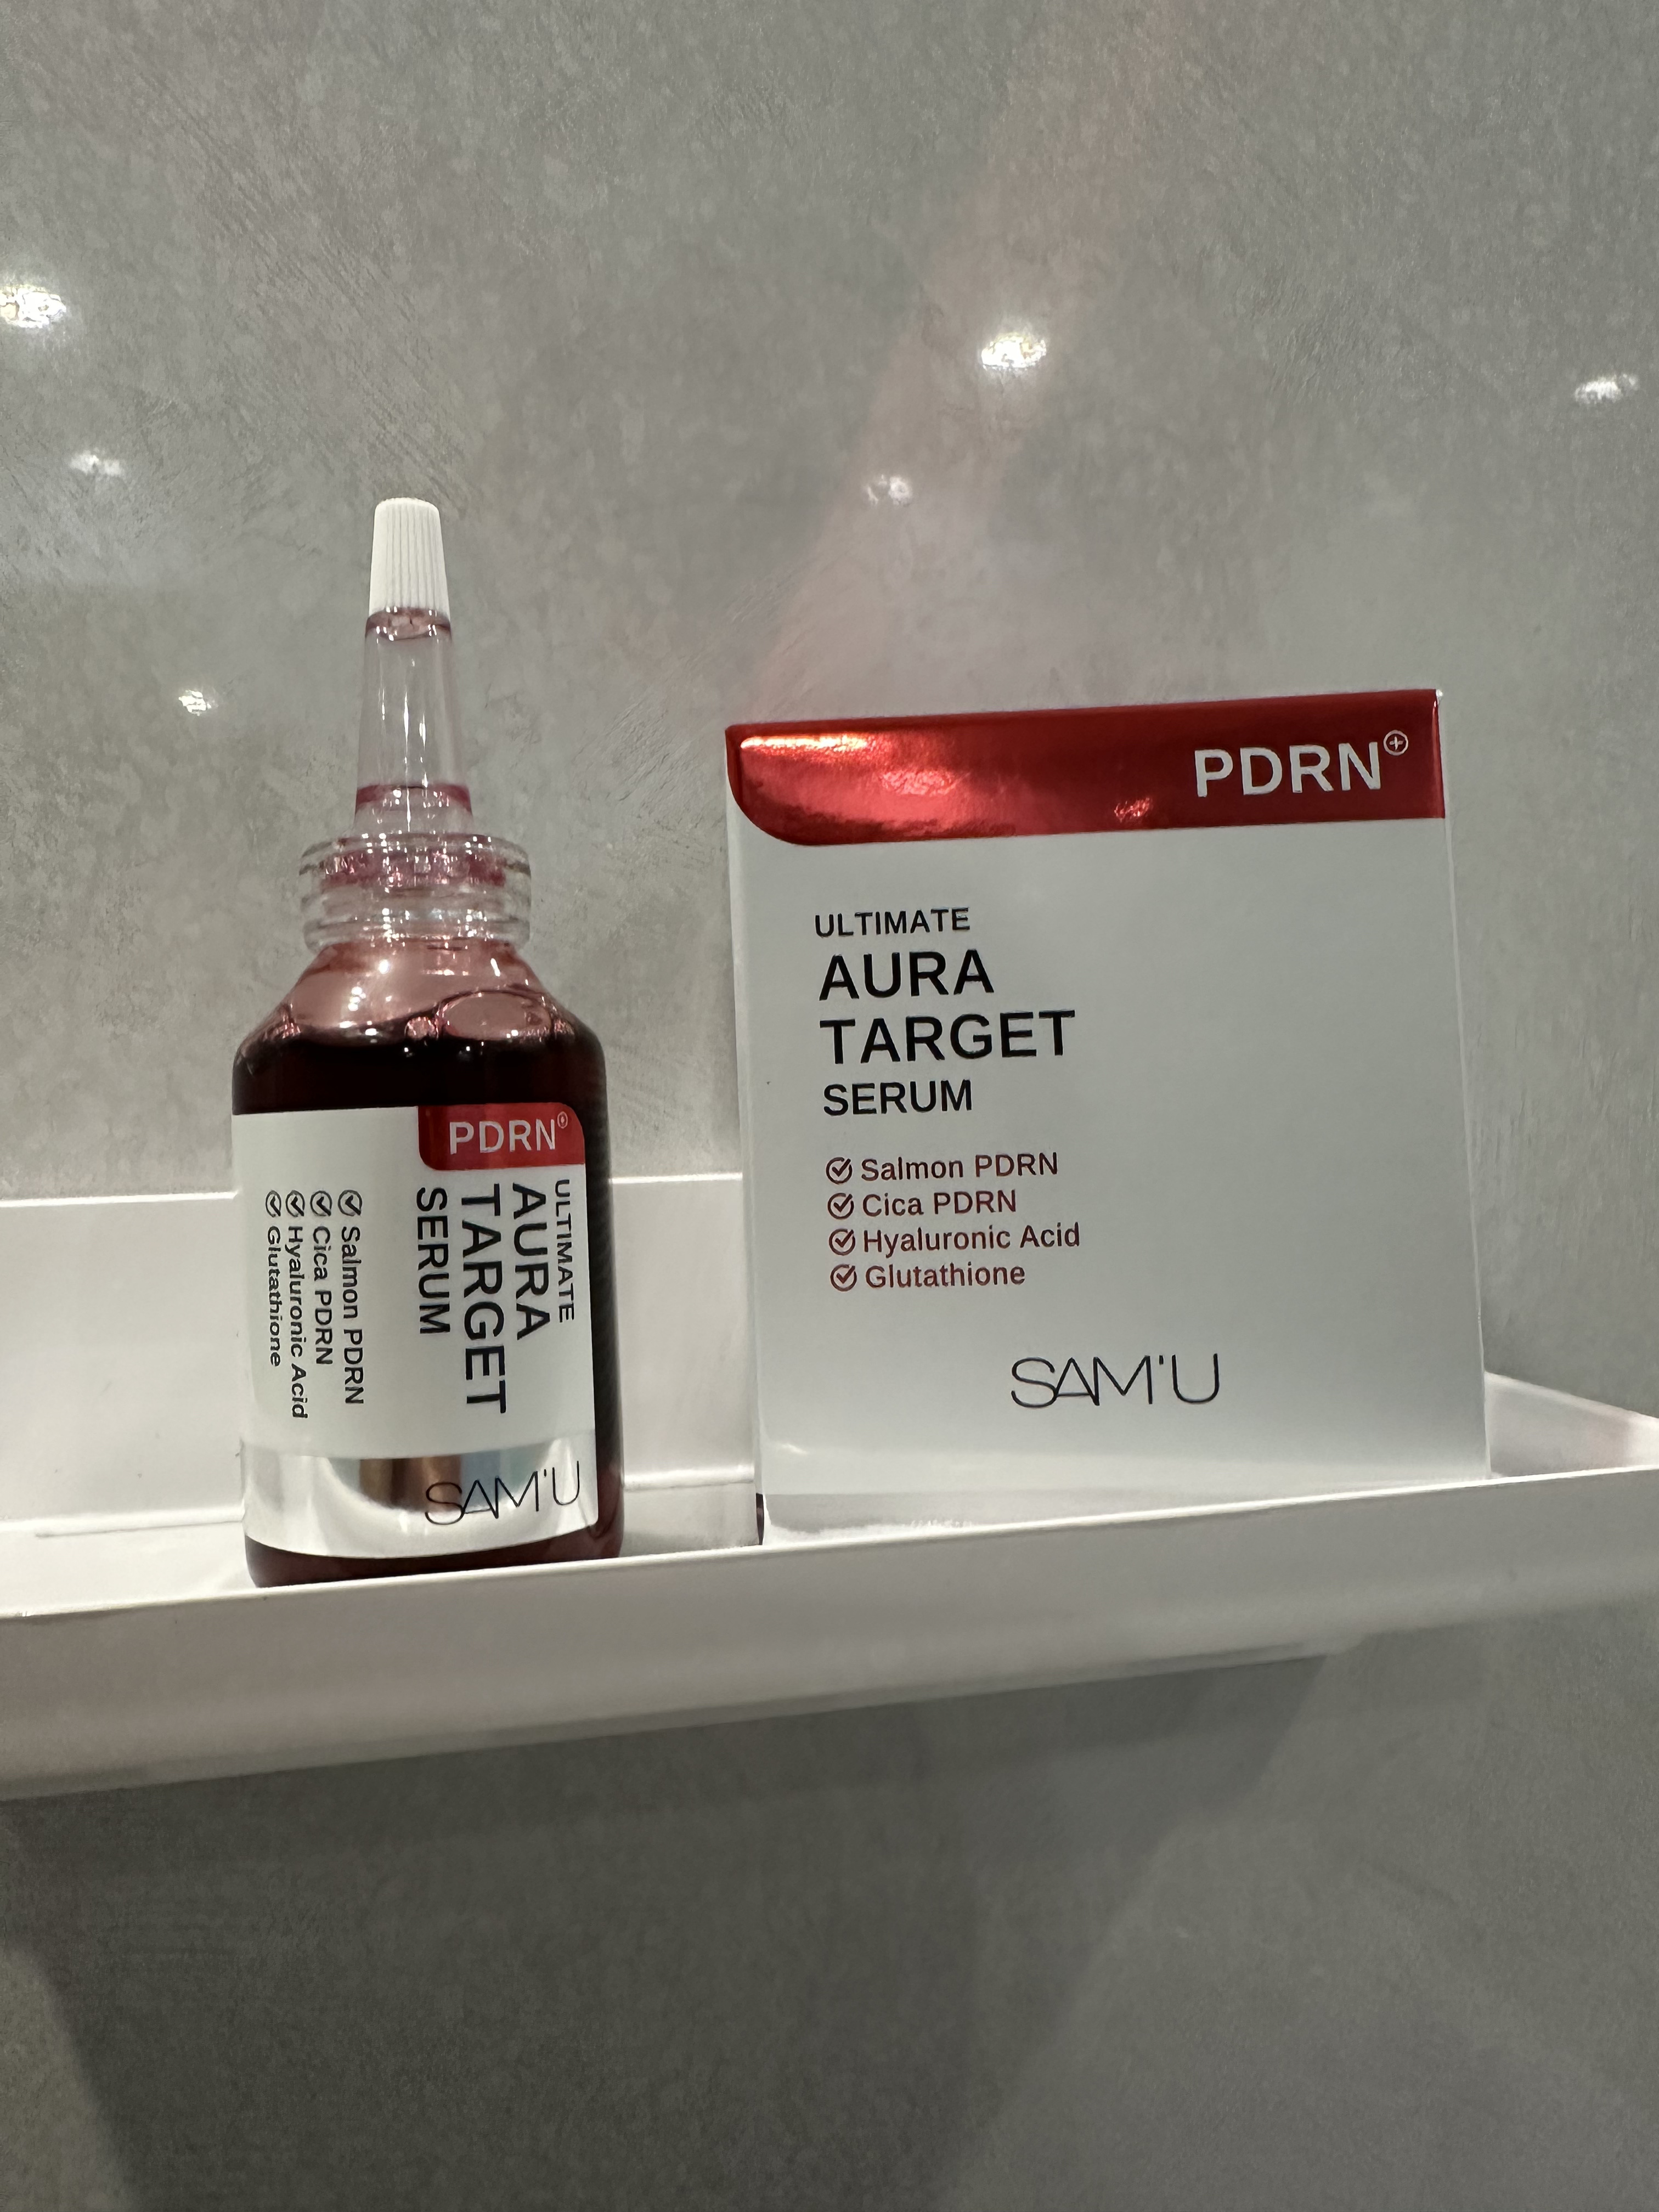 PDRN
ULTIMATE
AURA
TARGET
SERUM
Salmon PDRN
Cica PDRN
Hyaluronic Acid
Glutathione
SAM'U
PDRN
ULTIMATE
AURA
TARGET
SERUM
Salmon PDRN
Cica PDRN
Hyaluronic Acid
Glutathione
SAM'U